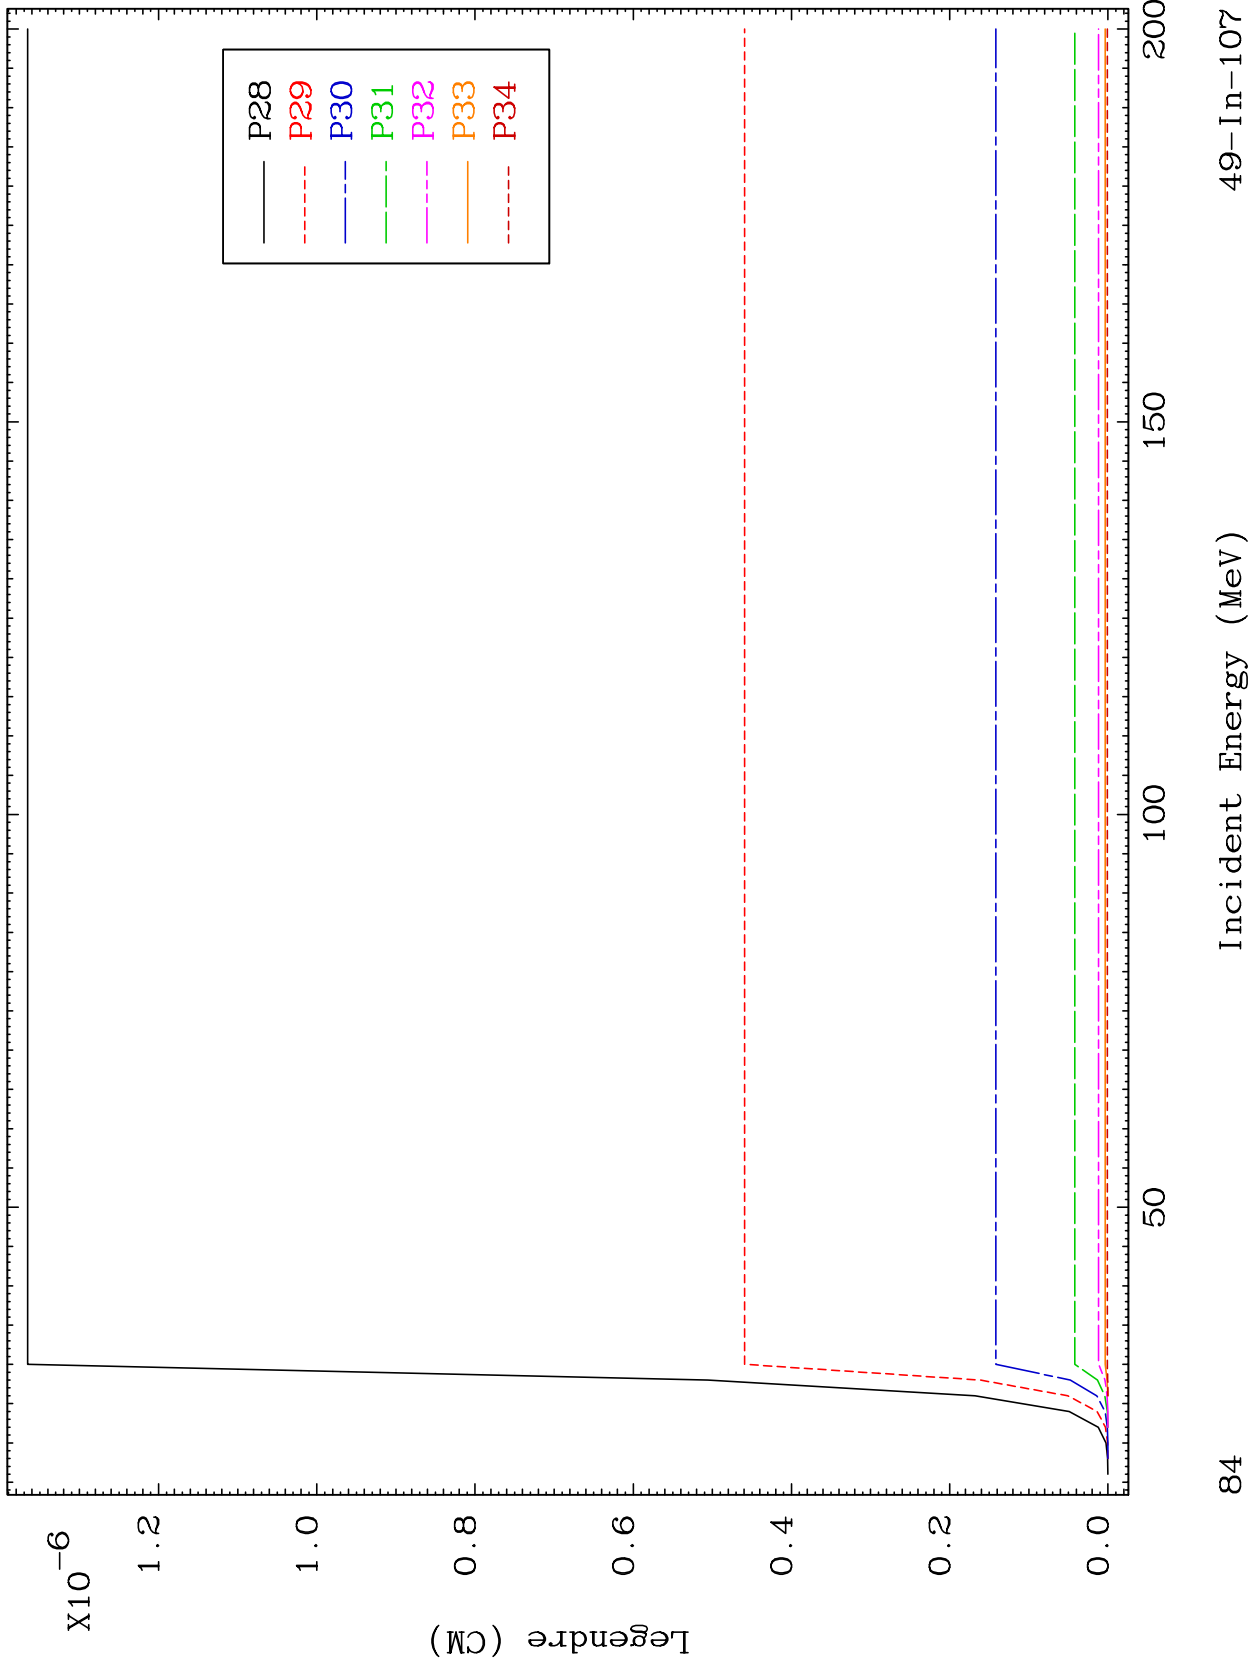 X10-6
1.2
1.0
0.8
0.6
0.4
0.2
0.0
Legendre (CM)
P28
P29
P30
P31
P32
P33
P34
50
100
150
200
84
Incident Energy (MeV)
49-In-107